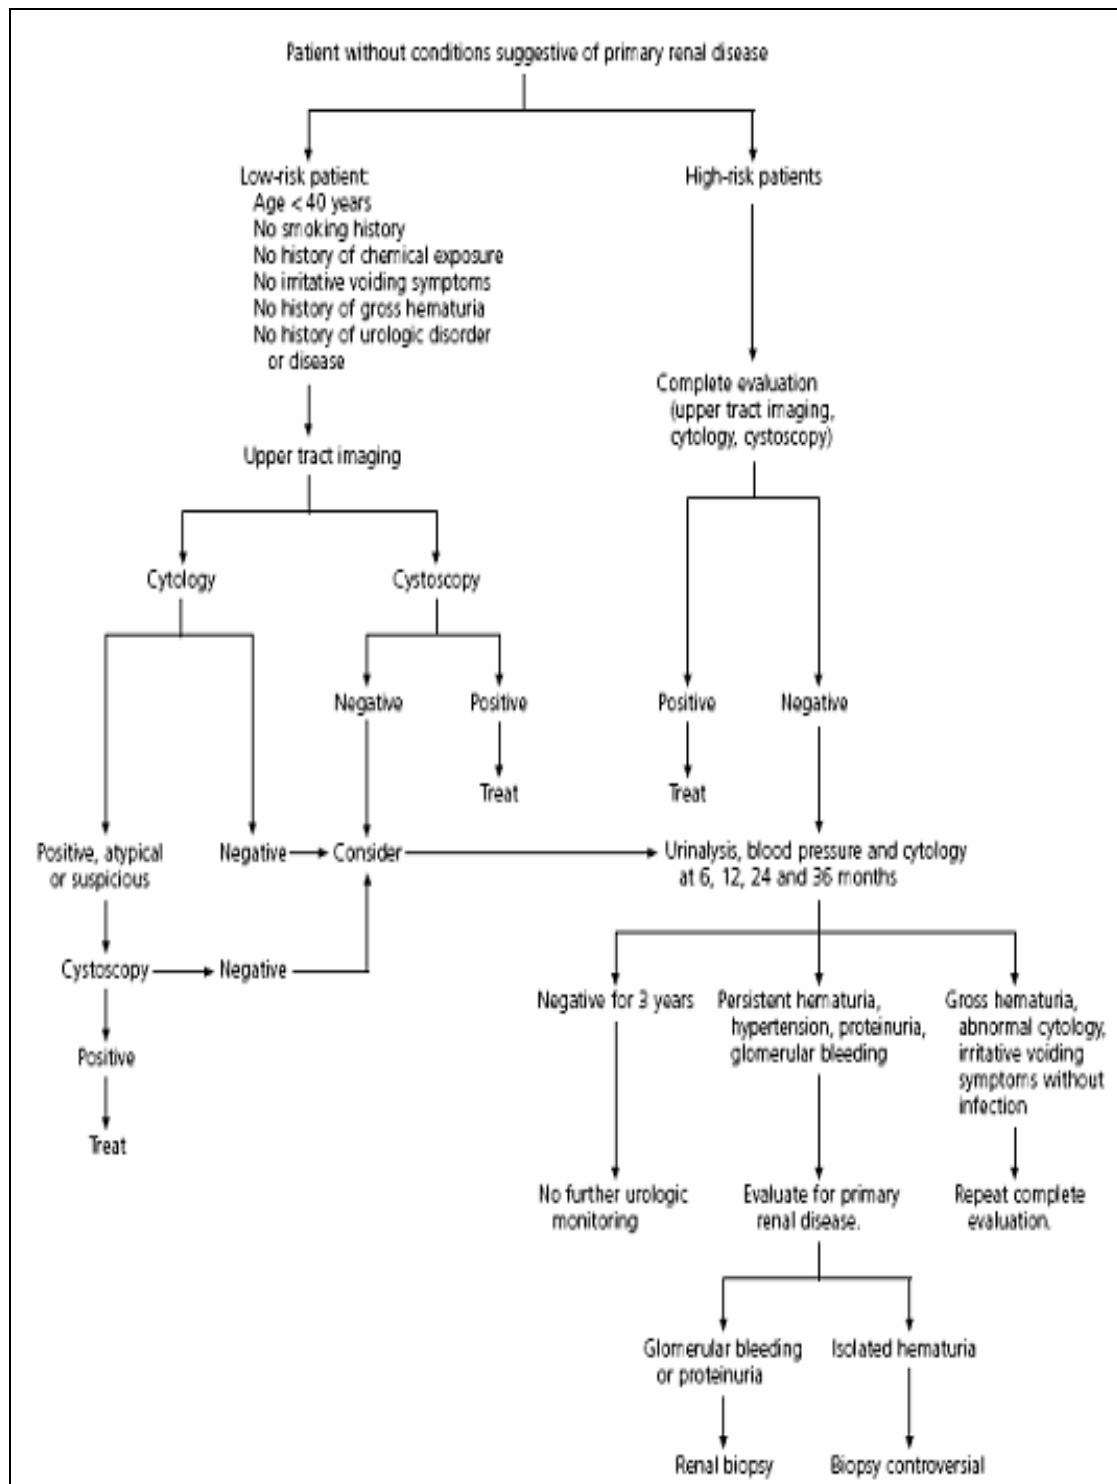 Patient without conditions suggestive of primary renal disease
Low-risk patient:
Age < 40 years
No smoking history
No history of chemical exposure
No irritative voiding symptoms
No history of gross hematuria
No history of urologic disorder
or disease
High-risk patients
Upper tract imaging
Complete evaluation
(upper tract imaging,
cytology, cystoscopy)
Cytology
Cystoscopy
Negative
Positive
Treat
Positive
Negative
Treat
Positive, atypical
or suspicious
Negative
Consider
Urinalysis, blood pressure and cytology
at 6, 12, 24 and 36 months
Cystoscopy
Negative
Positive
Treat
Negative for 3 years
Persistent hematuria,
hypertension, proteinuria,
glomerular bleeding
Gross hematuria,
abnormal cytology,
irritative voiding
symptoms without
infection
No further urologic
monitoring
Evaluate for primary
renal disease.
Repeat complete
evaluation.
Glomerular bleeding
or proteinuria
Isolated hematuria
Renal biopsy
Biopsy controversial